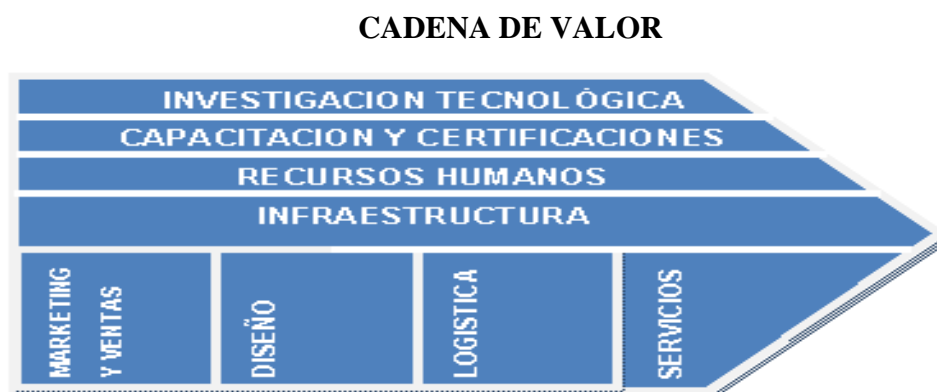 CADENA DE VALOR
INVESTIGACION TECNOLÓGICA
CAPACITACION Y CERTIFICACIONES
RECURSOS HUMANOS
INFRAESTRUCTURA
MARKETING
Y VENTAS
DISEÑO
LOGISTICA
SERVICIOS